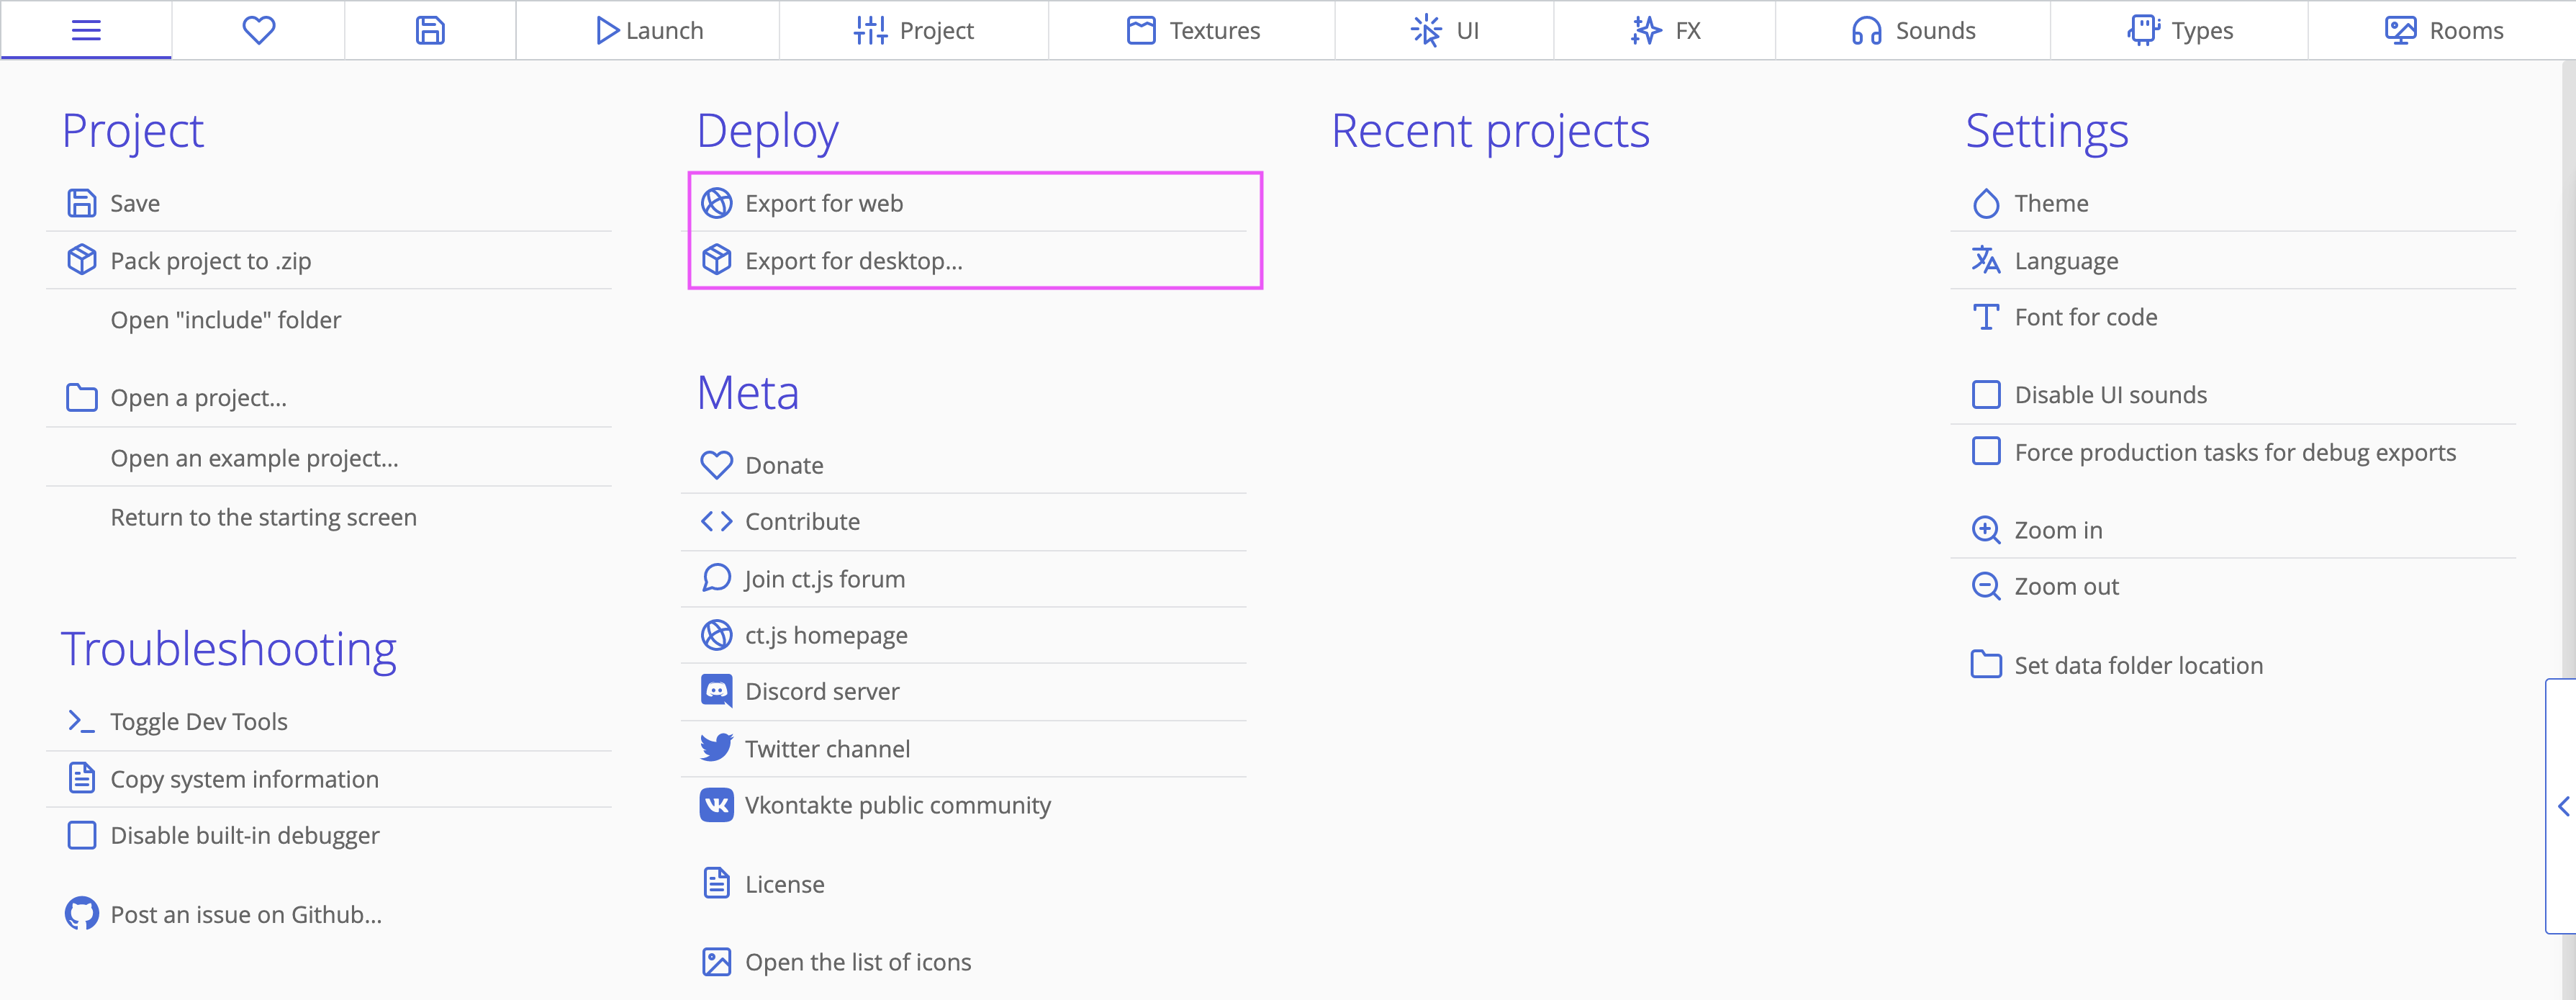 Launch
Project
Textures
UI
FX
Sounds
Types
Rooms
Project
Save
Pack project to .zip
Open "include" folder
Open a project...
Open an example project...
Return to the starting screen
Troubleshooting
Toggle Dev Tools
Copy system information
Disable built-in debugger
Post an issue on Github...
Deploy
Export for web
Export for desktop...
Meta
Donate
Contribute
Join ct.js forum
ct.js homepage
Discord server
Twitter channel
Vkontakte public community
License
Open the list of icons
Recent projects
Settings
Theme
Language
Font for code
Disable UI sounds
Force production tasks for debug exports
Zoom in
Zoom out
Set data folder location